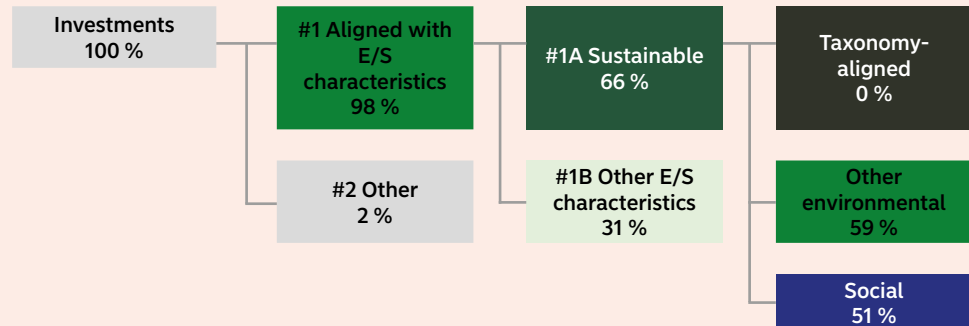 Investments
100 %
#1 Aligned with
E/S
characteristics
98 %
#2 Other
2 %
#1A Sustainable
66 %
#1B Other E/S
characteristics
31 %
Taxonomy-
aligned
0 %
Other
environmental
59 %
Social
51 %